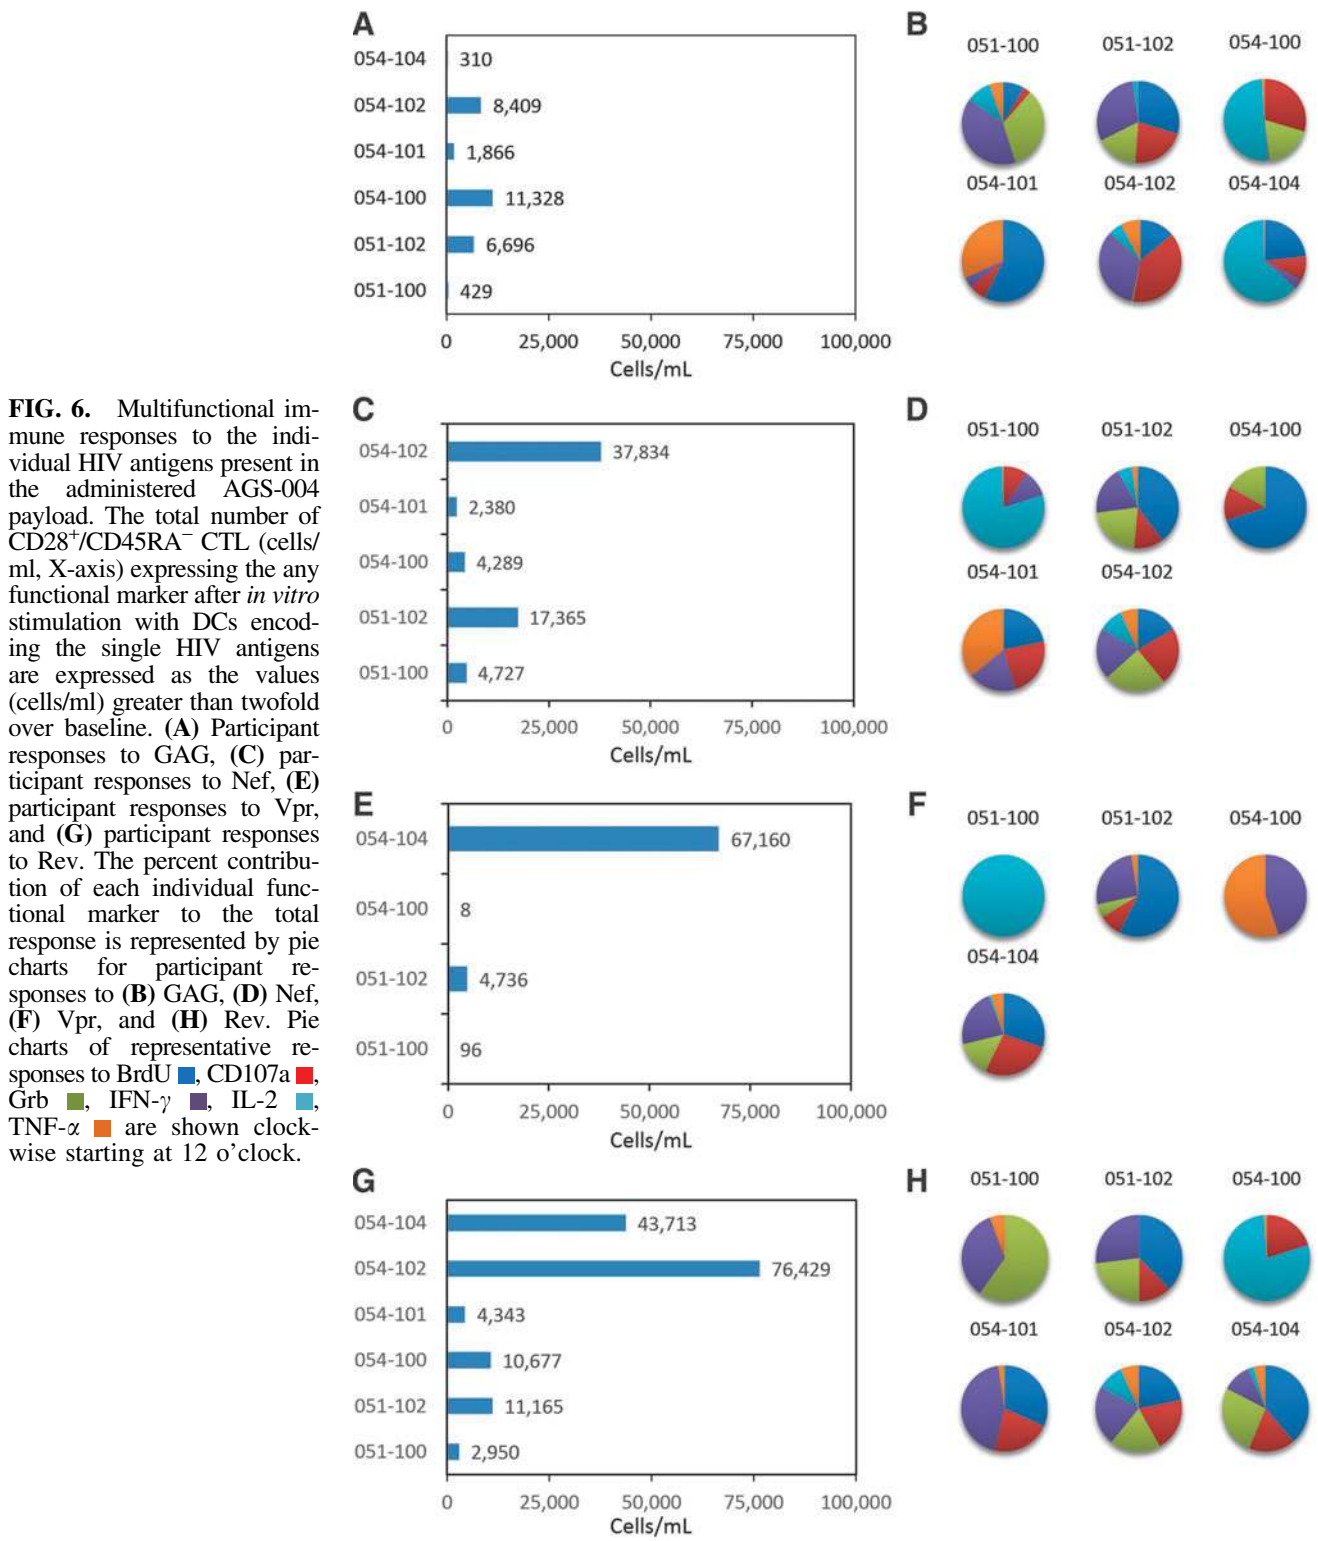 FIG. 6. Multifunctional im-
mune responses to the indi-
vidual HIV antigens present in
the administered AGS-004
payload. The total number of
CD28+/CD45RA− CTL (cells/
ml, X-axis) expressing the any
functional marker after in vitro
stimulation with DCs encod-
ing the single HIV antigens
are expressed as the values
(cells/ml) greater than twofold
over baseline. (A) Participant
responses to GAG, (C) par-
ticipant responses to Nef, (E)
participant responses to Vpr,
and (G) participant responses
to Rev. The percent contribu-
tion of each individual func-
tional marker to the total
response is represented by pie
charts for participant re-
sponses to (B) GAG, (D) Nef,
(F) Vpr, and (H) Rev. Pie
charts of representative re-
sponses to BrdU , CD107a ,
Grb , IFN-γ , IL-2 ,
TNF-α are shown clock-
wise starting at 12 o'clock.
A
054-104 310
054-102 8,409
054-101 1,866
054-100 11,328
051-102 6,696
051-100 429
0 25,000 50,000 75,000 100,000
Cells/mL
B
051-100 051-102 054-100
054-101 054-102 054-104
C
054-102 37,834
054-101 2,380
054-100 4,289
051-102 17,365
051-100 4,727
0 25,000 50,000 75,000 100,000
Cells/mL
D
051-100 051-102 054-100
054-101 054-102
E
054-104 67,160
054-100 8
051-102 4,736
051-100 96
0 25,000 50,000 75,000 100,000
Cells/mL
F
051-100 051-102 054-100
054-104
G
054-104 43,713
054-102 76,429
054-101 4,343
054-100 10,677
051-102 11,165
051-100 2,950
0 25,000 50,000 75,000 100,000
Cells/mL
H
051-100 051-102 054-100
054-101 054-102 054-104